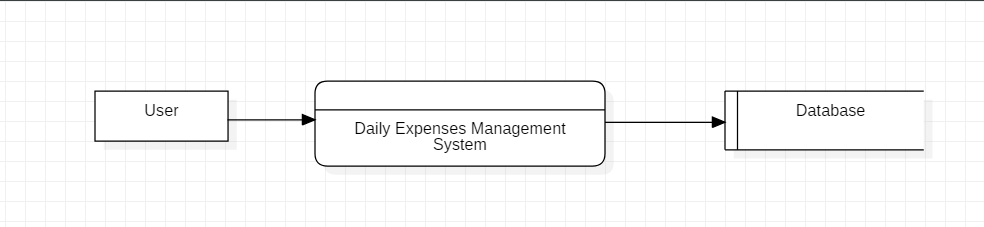 User
Daily Expenses Management
System
Database